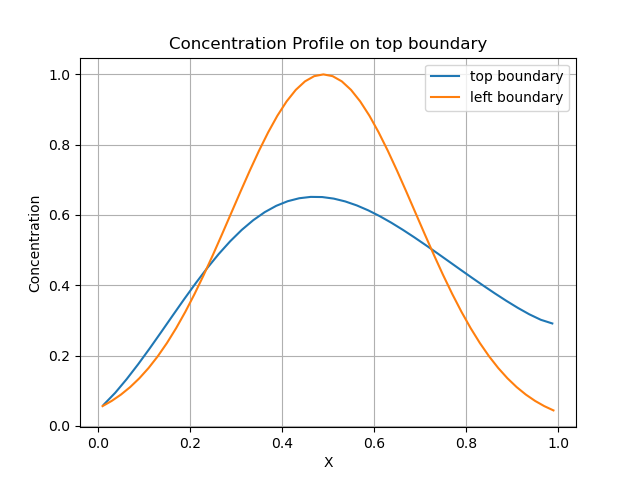 Concentration Profile on top boundary
top boundary
left boundary
Concentration
1.0
0.8
0.6
0.4
0.2
0.0
0.0 0.2 0.4 0.6 0.8 1.0
X